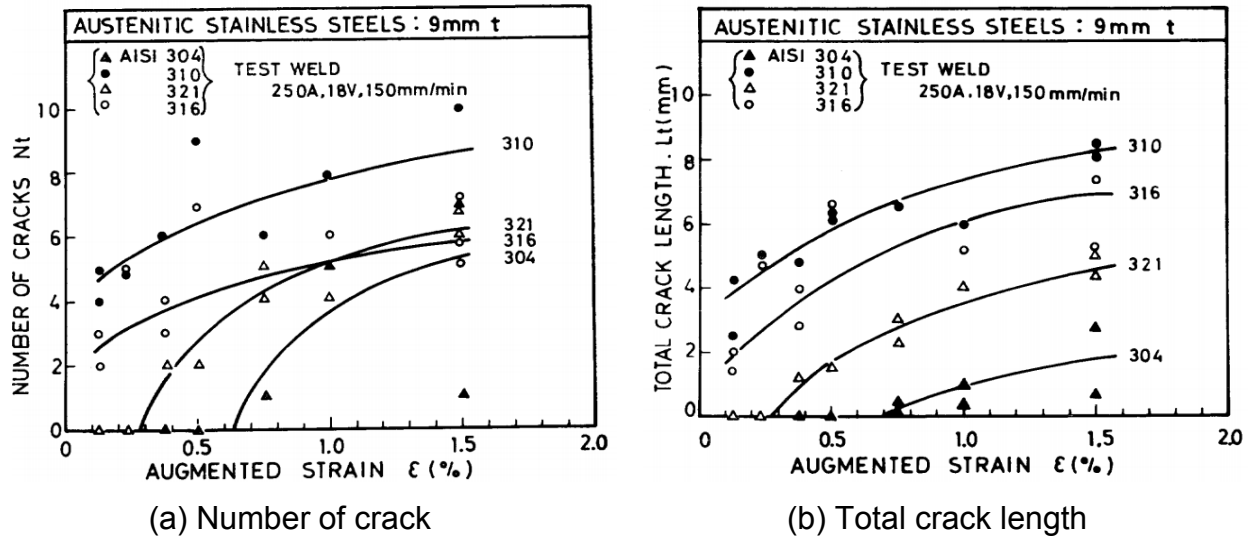 AUSTENITIC STAINLESS STEELS : 9mm t
▲ AISI 304
● 310
△ 321
○ 316
TEST WELD
250A, 18V, 150mm/min
NUMBER OF CRACKS Nt
10
8
6
4
2
0
310
321
316
304
0 0.5 1.0 1.5 2.0
AUGMENTED STRAIN ε (%)
(a) Number of crack
AUSTENITIC STAINLESS STEELS : 9mm t
▲ AISI 304
● 310
△ 321
○ 316
TEST WELD
250A. 18V, 150mm/min
TOTAL CRACK LENGTH. Lt(mm)
10
8
6
4
2
0
310
316
321
304
0 0.5 1.0 1.5 2.0
AUGMENTED STRAIN ε (%)
(b) Total crack length